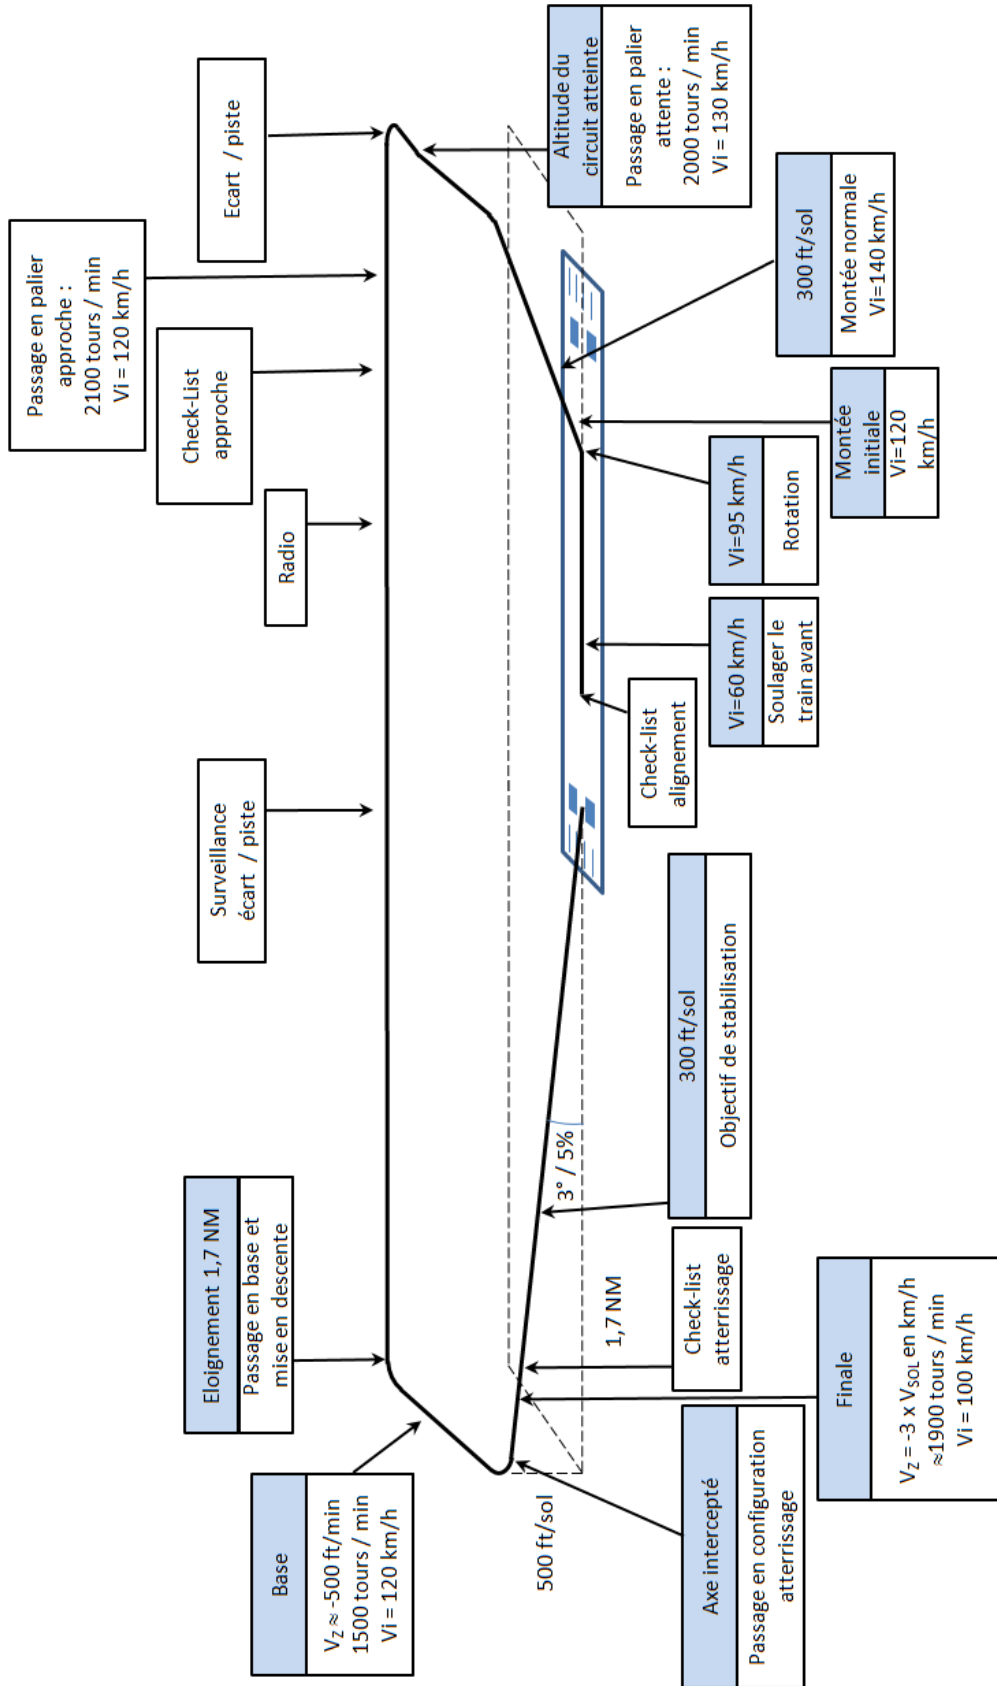 Base
VZ ≈ -500 ft/min
1500 tours / min
Vi = 120 km/h
Eloignement 1,7 NM
Passage en base et
mise en descente
Surveillance
écart / piste
Radio
Check-List
approche
Passage en palier
approche :
2100 tours / min
Vi = 120 km/h
Ecart / piste
Altitude du
circuit atteinte
Passage en palier
attente :
2000 tours / min
Vi = 130 km/h
300 ft/sol
Montée normale
Vi=140 km/h
Montée
initiale
Vi=120
km/h
Vi=95 km/h
Rotation
Vi=60 km/h
Soulager le
train avant
Check-list
alignement
300 ft/sol
Objectif de stabilisation
3° / 5%
1,7 NM
Check-list
atterrissage
Finale
VZ = -3 x VSOL en km/h
≈1900 tours / min
Vi = 100 km/h
Axe intercepté
Passage en configuration
atterrissage
500 ft/sol